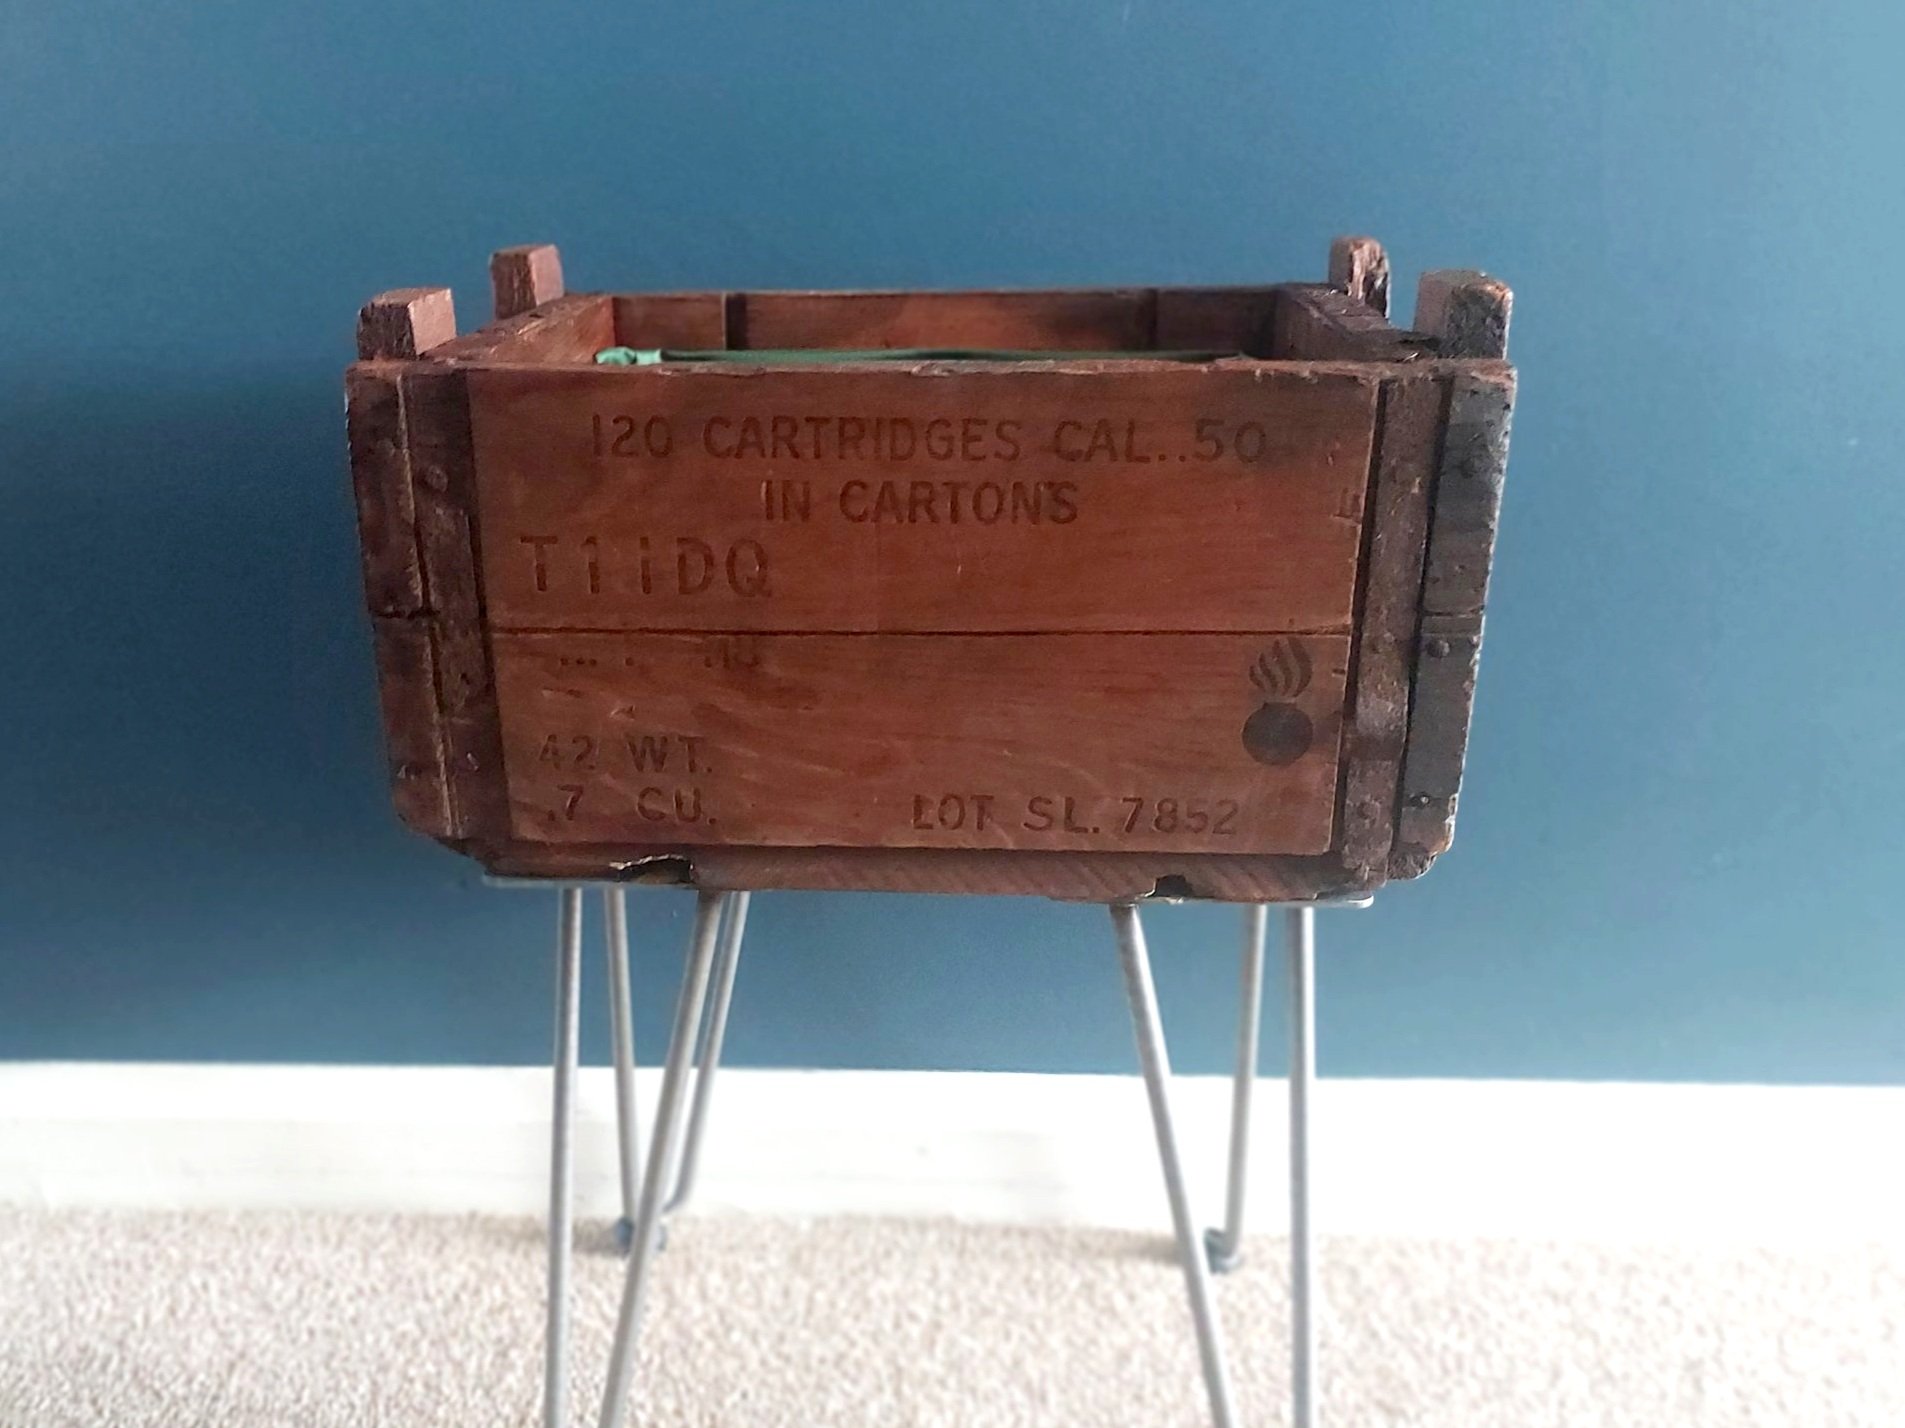 120 CARTRIDGES CAL..50
IN CARTONS
T11DQ
42 WT.
.7 CU.
LOT SL. 7852